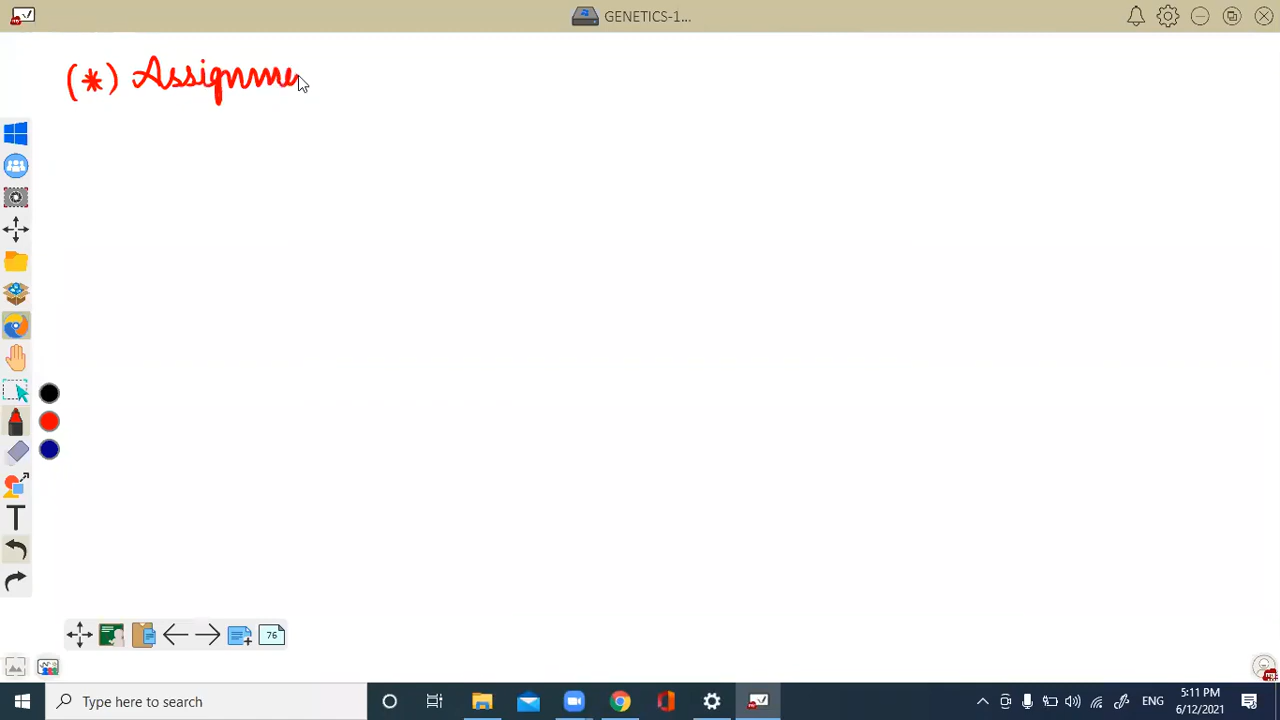 GENETICS-1...
(*) Assignme
76
Type here to search
ENG
5:11 PM
6/12/2021